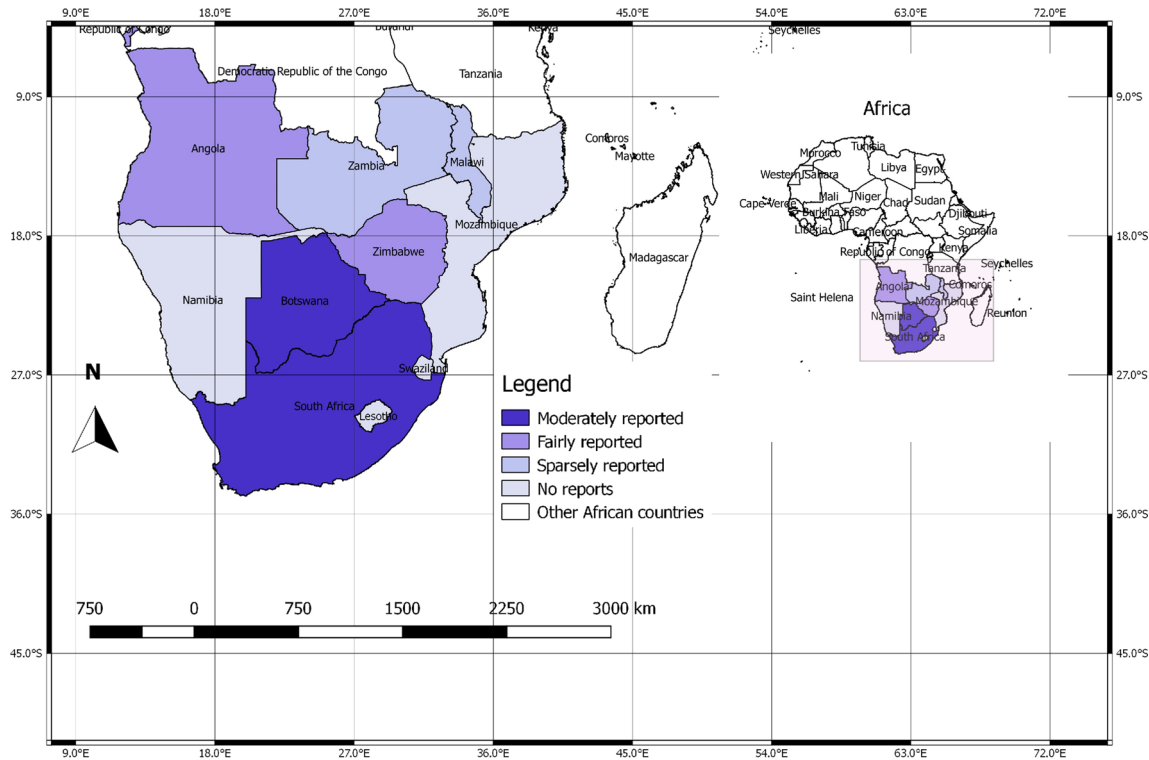 9.0°E 18.0°E 27.0°E 36.0°E 45.0°E 54.0°E 63.0°E 72.0°E
Republic of Congo
Burundi
Kenya
Seychelles
Democratic Republic of the Congo
Tanzania
9.0°S
9.0°S
Africa
Angola
Zambia
Malawi
Comoros
Mayotte
Mozambique
Zimbabwe
Madagascar
Namibia
Botswana
Swaziland
South Africa
Lesotho
Tunisia
Morocco
Libya
Egypt
Western Sahara
Mali
Niger
Chad
Sudan
Cape Verde
Burkina Faso
Djibouti
Liberia
Cameroon
Somalia
Republic of Congo
Kenya
Seychelles
Tanzania
Angola
Comoros
Mozambique
Saint Helena
Reunion
Namibia
South Africa
18.0°S
18.0°S
27.0°S
27.0°S
N
Legend
Moderately reported
Fairly reported
Sparsely reported
No reports
Other African countries
36.0°S
36.0°S
750 0 750 1500 2250 3000 km
45.0°S
45.0°S
9.0°E 18.0°E 27.0°E 36.0°E 45.0°E 54.0°E 63.0°E 72.0°E